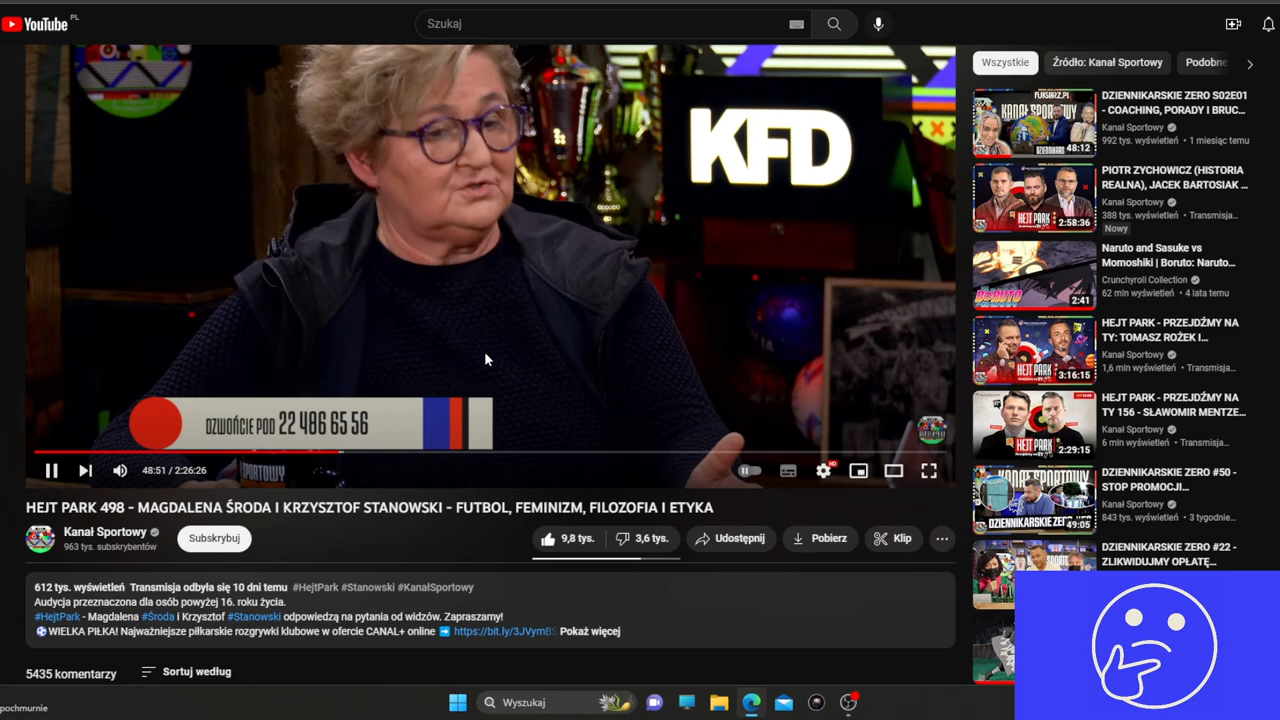 YouTube PL
Szukaj
KFD
DZWOŃCIE POD 22 486 65 56
48:51 / 2:26:26
HEJT PARK 498 - MAGDALENA ŚRODA I KRZYSZTOF STANOWSKI - FUTBOL, FEMINIZM, FILOZOFIA I ETYKA
Kanał Sportowy
963 tys. subskrybentów
Subskrybuj
9,8 tys.
3,6 tys.
Udostępnij
Pobierz
Klip
612 tys. wyświetleń Transmisja odbyła się 10 dni temu #HejtPark #Stanowski #KanałSportowy
Audycja przeznaczona dla osób powyżej 16. roku życia.
#HejtPark - Magdalena #Środa i Krzysztof #Stanowski odpowiedzą na pytania od widzów. Zapraszamy!
WIELKA PIŁKA! Najważniejsze piłkarskie rozgrywki klubowe w ofercie CANAL+ online https://bit.ly/3JVymBS Pokaż więcej
5435 komentarzy
Sortuj według
Wszystkie
Źródło: Kanał Sportowy
Podobne
DZIENNIKARSKIE ZERO S02E01
- COACHING, PORADY I BRUC...
Kanał Sportowy
992 tys. wyświetleń • 1 miesiąc temu
48:12
PIOTR ZYCHOWICZ (HISTORIA
REALNA), JACEK BARTOSIAK ...
Kanał Sportowy
388 tys. wyświetleń • Transmisja...
Nowy
HEJT PARK
2:58:36
Naruto and Sasuke vs
Momoshiki | Boruto: Naruto...
Crunchyroll Collection
62 mln wyświetleń • 4 lata temu
BORUTO
2:41
HEJT PARK - PRZEJDŹMY NA
TY: TOMASZ ROŻEK I...
Kanał Sportowy
1,6 mln wyświetleń • Transmisja...
HEJT PARK
3:16:15
HEJT PARK - PRZEJDŹMY NA
TY 156 - SŁAWOMIR MENTZE...
Kanał Sportowy
6 mln wyświetleń • Transmisja...
HEJT PARK
2:29:15
DZIENNIKARSKIE ZERO #50 -
STOP PROMOCJI...
Kanał Sportowy
843 tys. wyświetleń • 3 tygodnie...
49:05
DZIENNIKARSKIE ZERO #22 -
ZLIKWIDUJMY OPŁATĘ...
pochmurnie
Wyszukaj